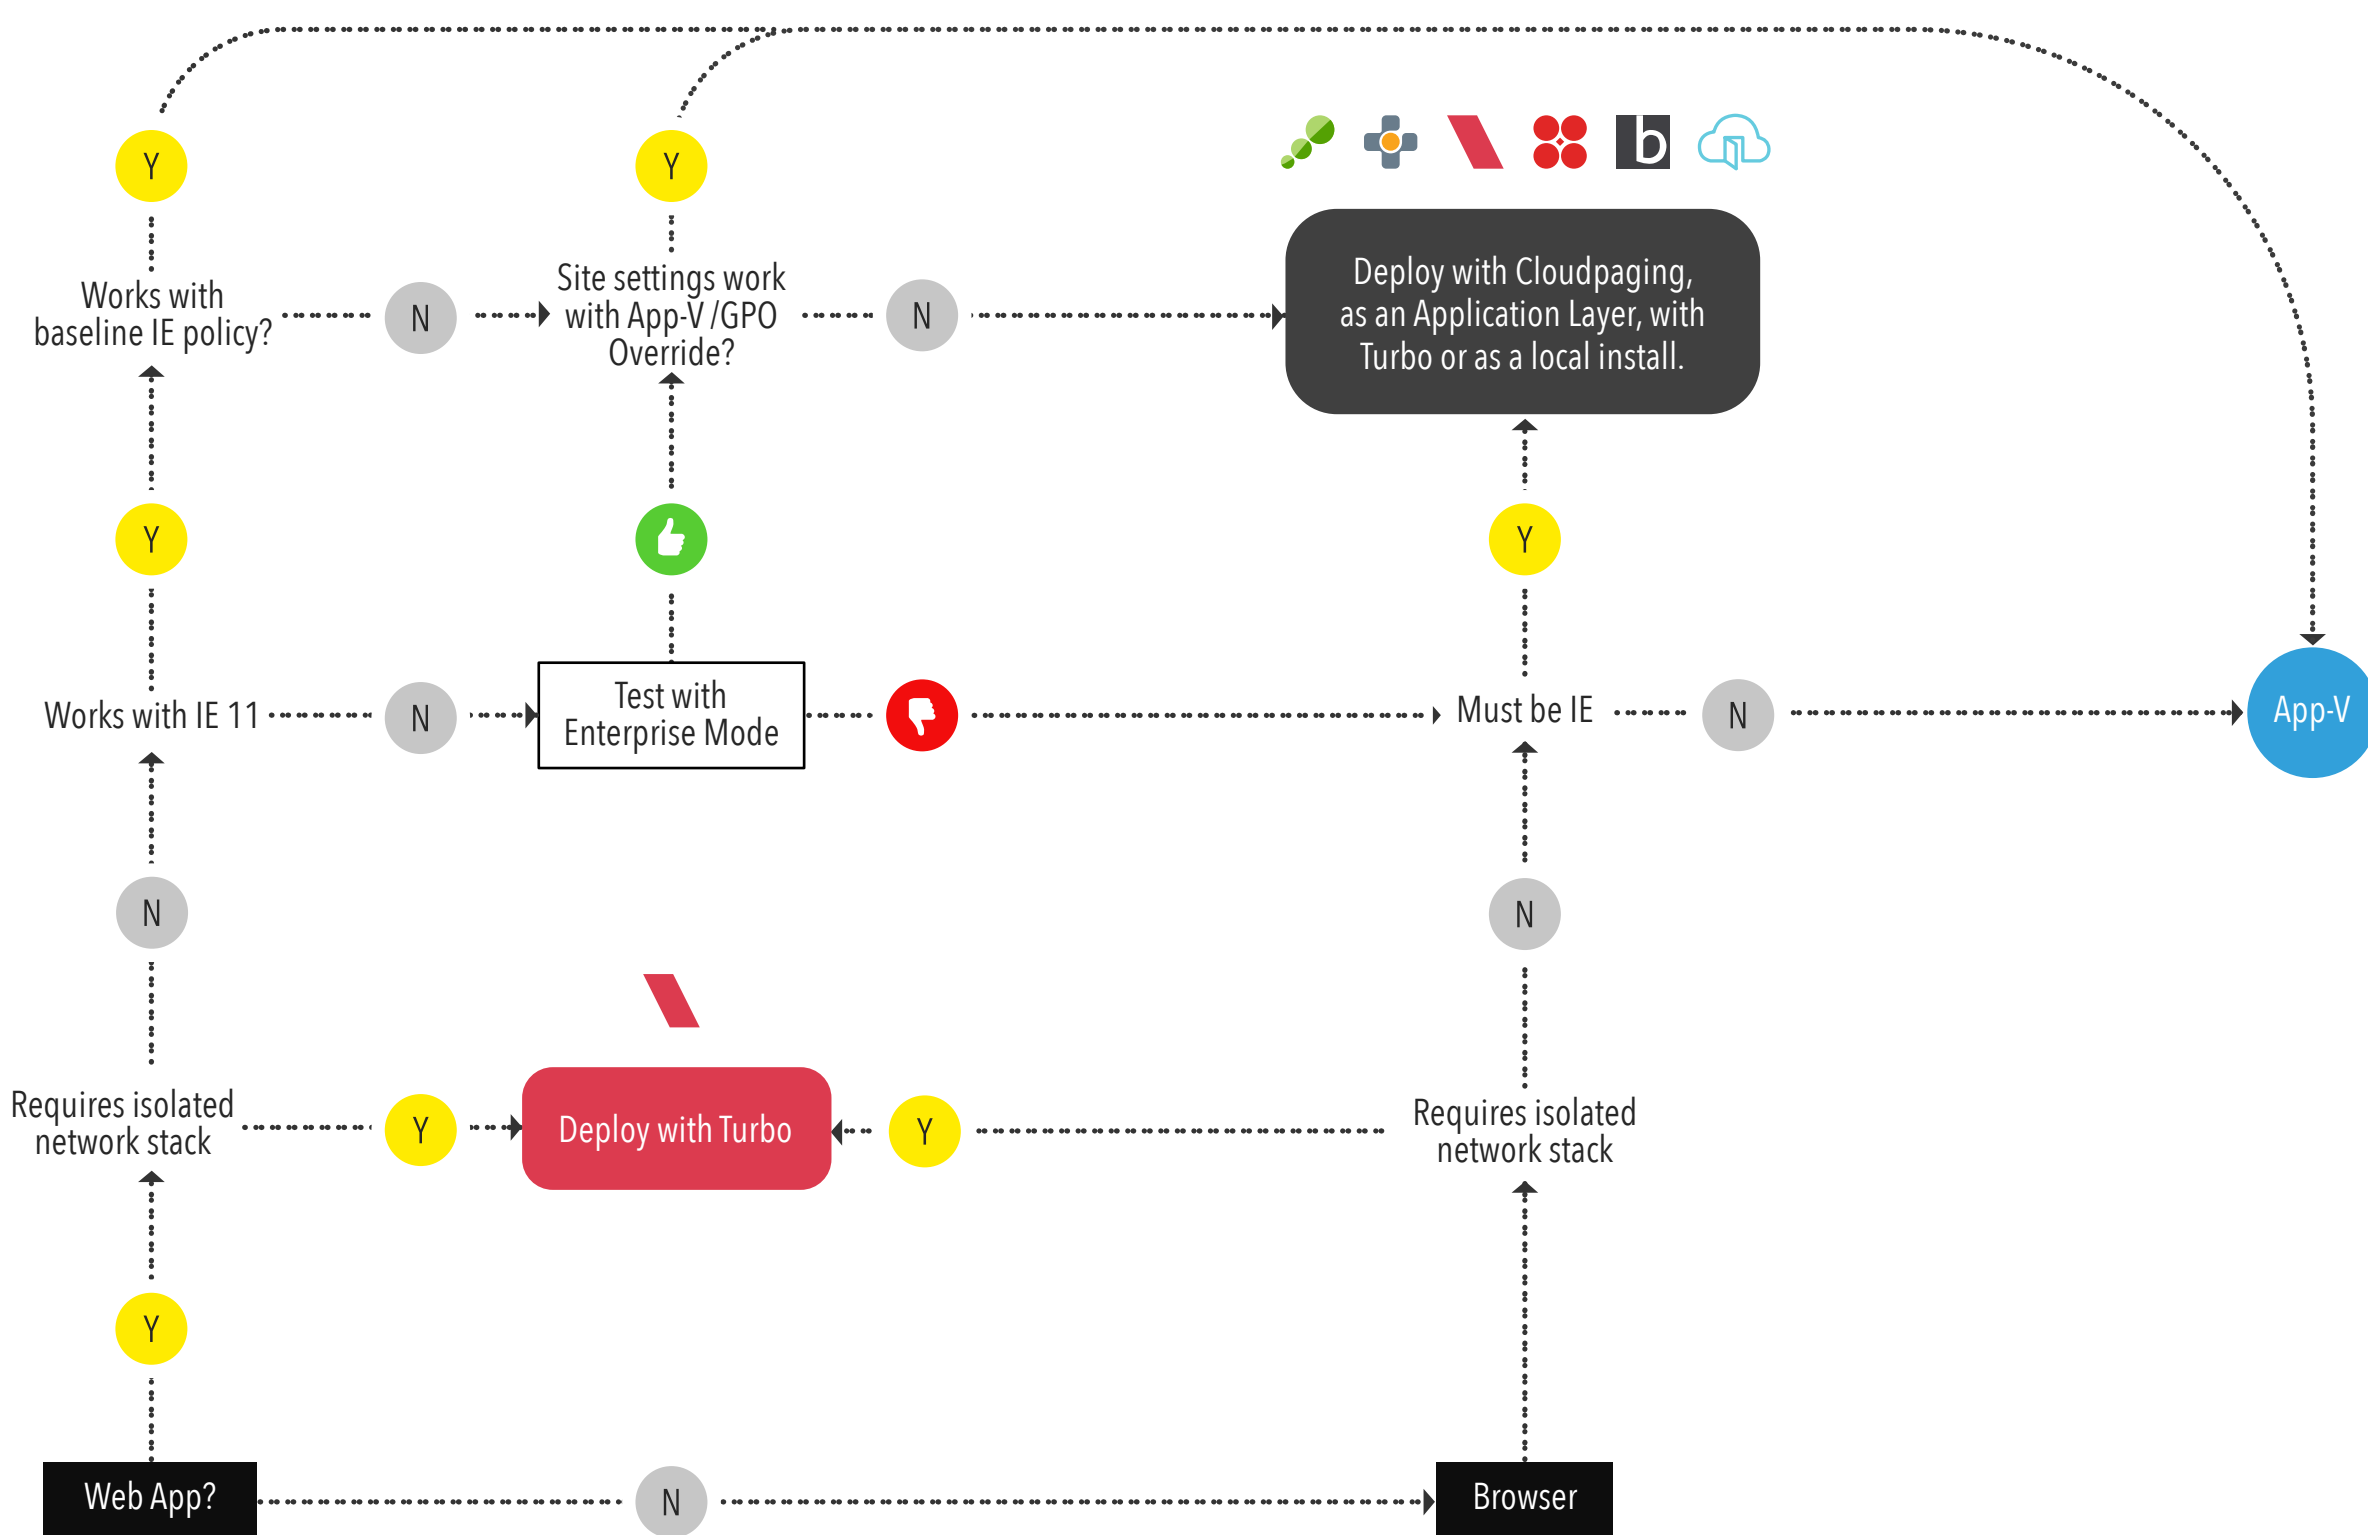 Y
Y
Works with
baseline IE policy?
N
Site settings work
with App-V /GPO
Override?
N
b
Deploy with Cloudpaging,
as an Application Layer, with
Turbo or as a local install.
Y
Y
Works with IE 11
N
Test with
Enterprise Mode
Must be IE
N
App-V
N
N
Requires isolated
network stack
Y
Deploy with Turbo
Y
Requires isolated
network stack
Y
Web App?
N
Browser